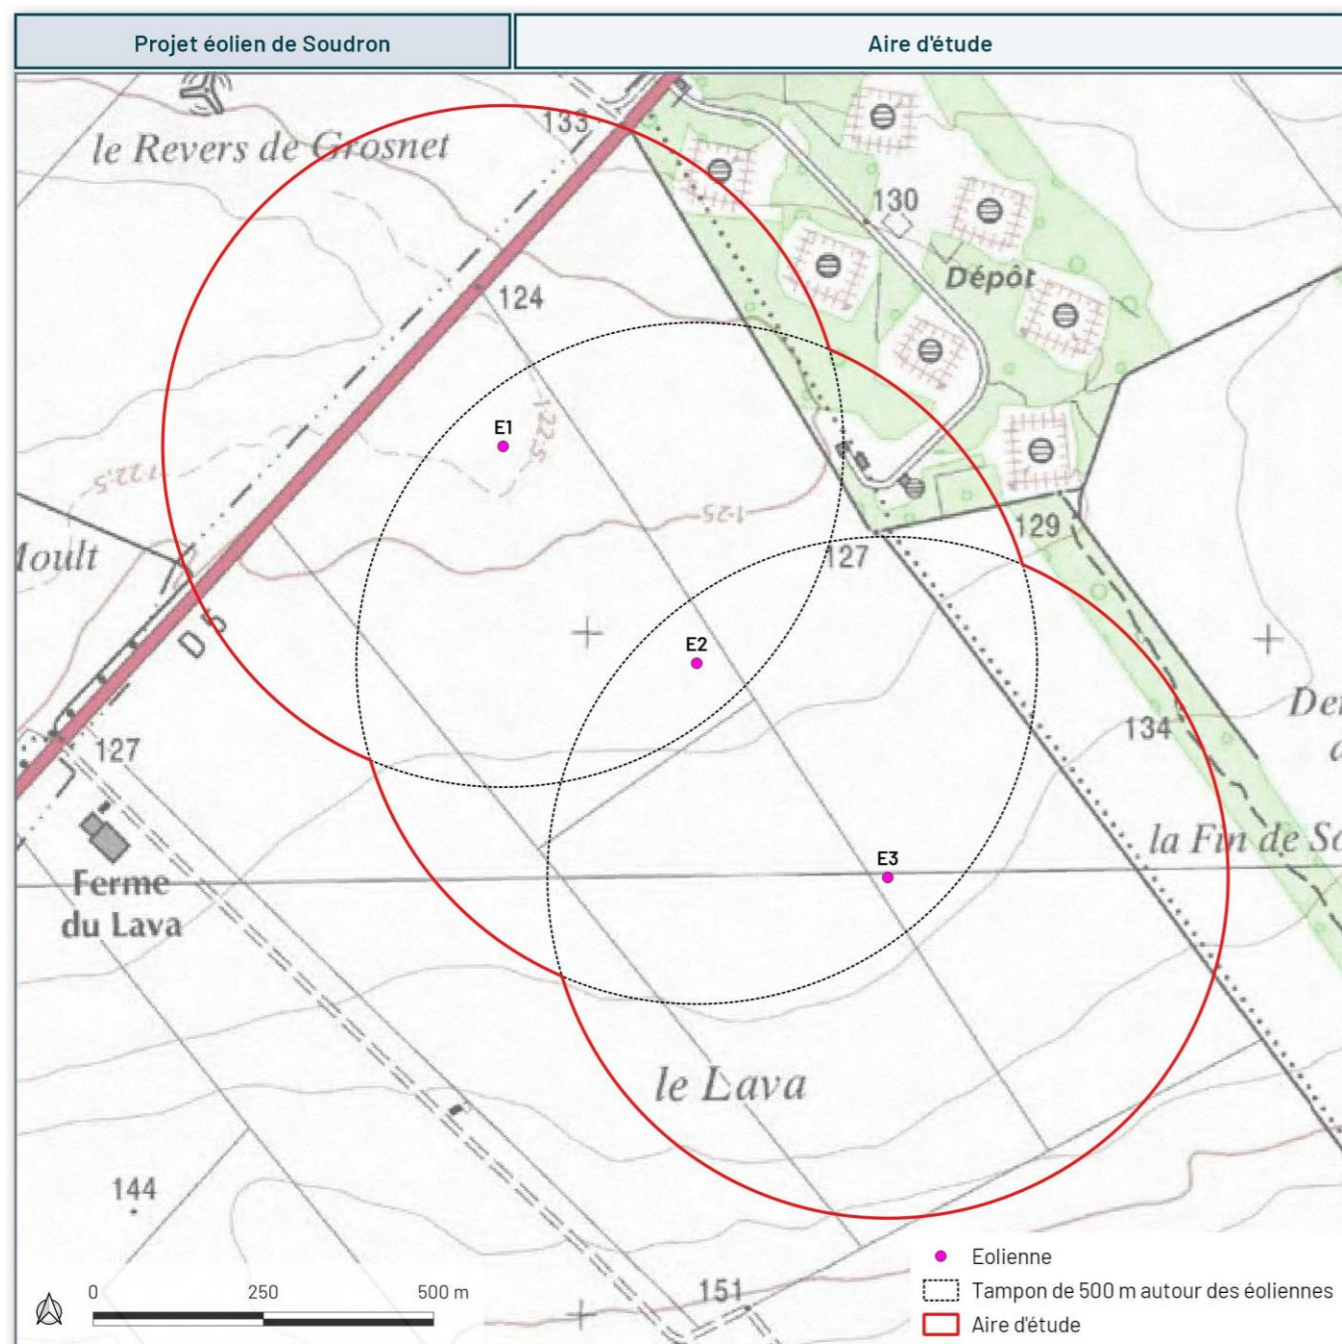 Projet éolien de Soudron
Aire d'étude
le Revers de Grosnet
133
130
Dépôt
124
E1
122,5
122,5
125
129
127
Moult
D 5
E2
134
127
la Fin de So
E3
Ferme
du Lava
le Lava
144
151
0 250 500 m
Eolienne
Tampon de 500 m autour des éoliennes
Aire d'étude